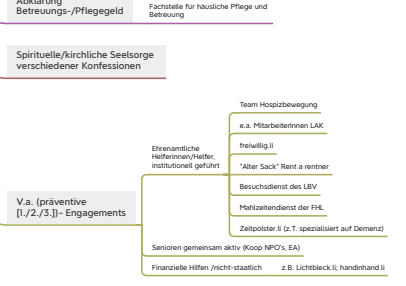 Abklärung
Betreuungs-/Pflegegeld
Fachstelle für häusliche Pflege und
Betreuung
Spirituelle/kirchliche Seelsorge
verschiedener Konfessionen
V.a. (präventive
[I./2./3.])- Engagements
Ehrenamtliche
Helferinnen/Helfer,
institutionell geführt
Team Hospizbewegung
e.a. MitarbeiterInnen LAK
freiwillig.li
"Alter Sack" Rent a rentner
Besuchsdienst des LBV
Mahlzeitendienst der FHL
Zeitpolster.li (z.T. spezialisiert auf Demenz)
Senioren gemeinsam aktiv (Koop NPO's, EA)
Finanzielle Hilfen /nicht-staatlich
z.B. Lichtbleck.li; handinhand.li